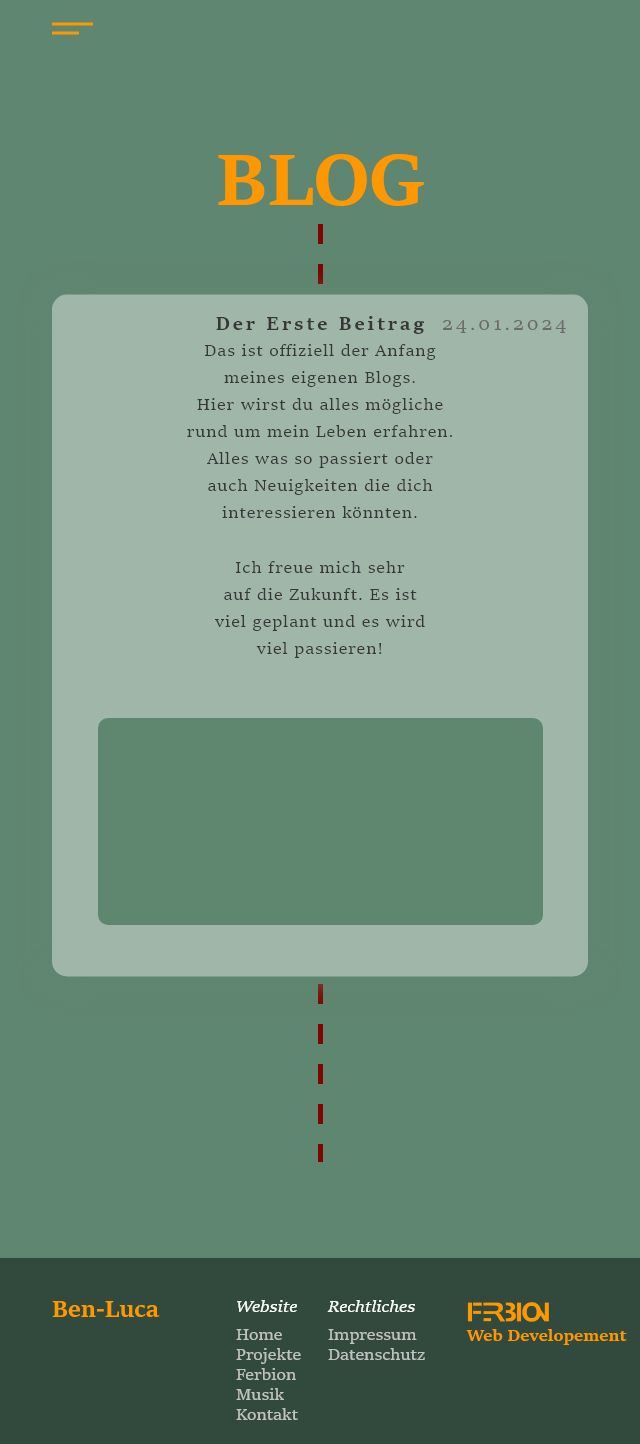 BLOG
Der Erste Beitrag 24.01.2024
Das ist offiziell der Anfang
meines eigenen Blogs.
Hier wirst du alles mögliche
rund um mein Leben erfahren.
Alles was so passiert oder
auch Neuigkeiten die dich
interessieren könnten.
Ich freue mich sehr
auf die Zukunft. Es ist
viel geplant und es wird
viel passieren!
Ben-Luca
Website
Home
Projekte
Ferbion
Musik
Kontakt
Rechtliches
Impressum
Datenschutz
FERBION
Web Developement